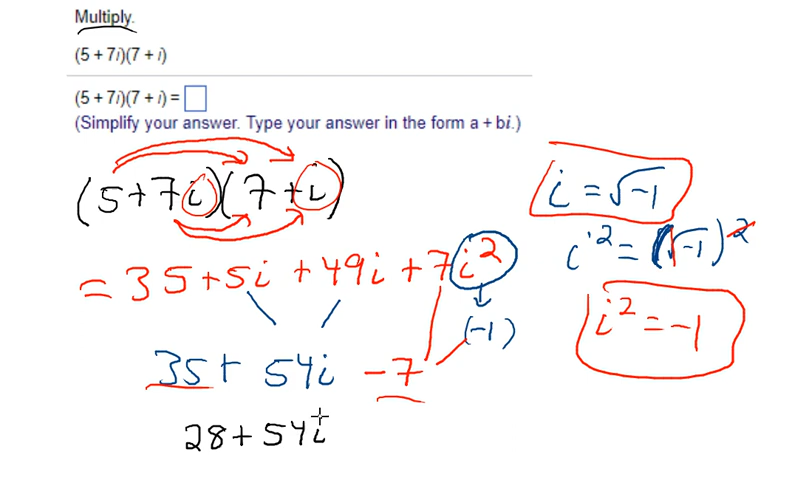 Multiply.
(5 + 7i)(7 + i)
(5 + 7i)(7 + i) =
(Simplify your answer. Type your answer in the form a + bi.)
(5+7i)(7+i)
i = √-1
i² = (√-1)²
= 35+5i +49i +7i²
i² = -1
(-1)
35 + 54i -7
28 + 54i